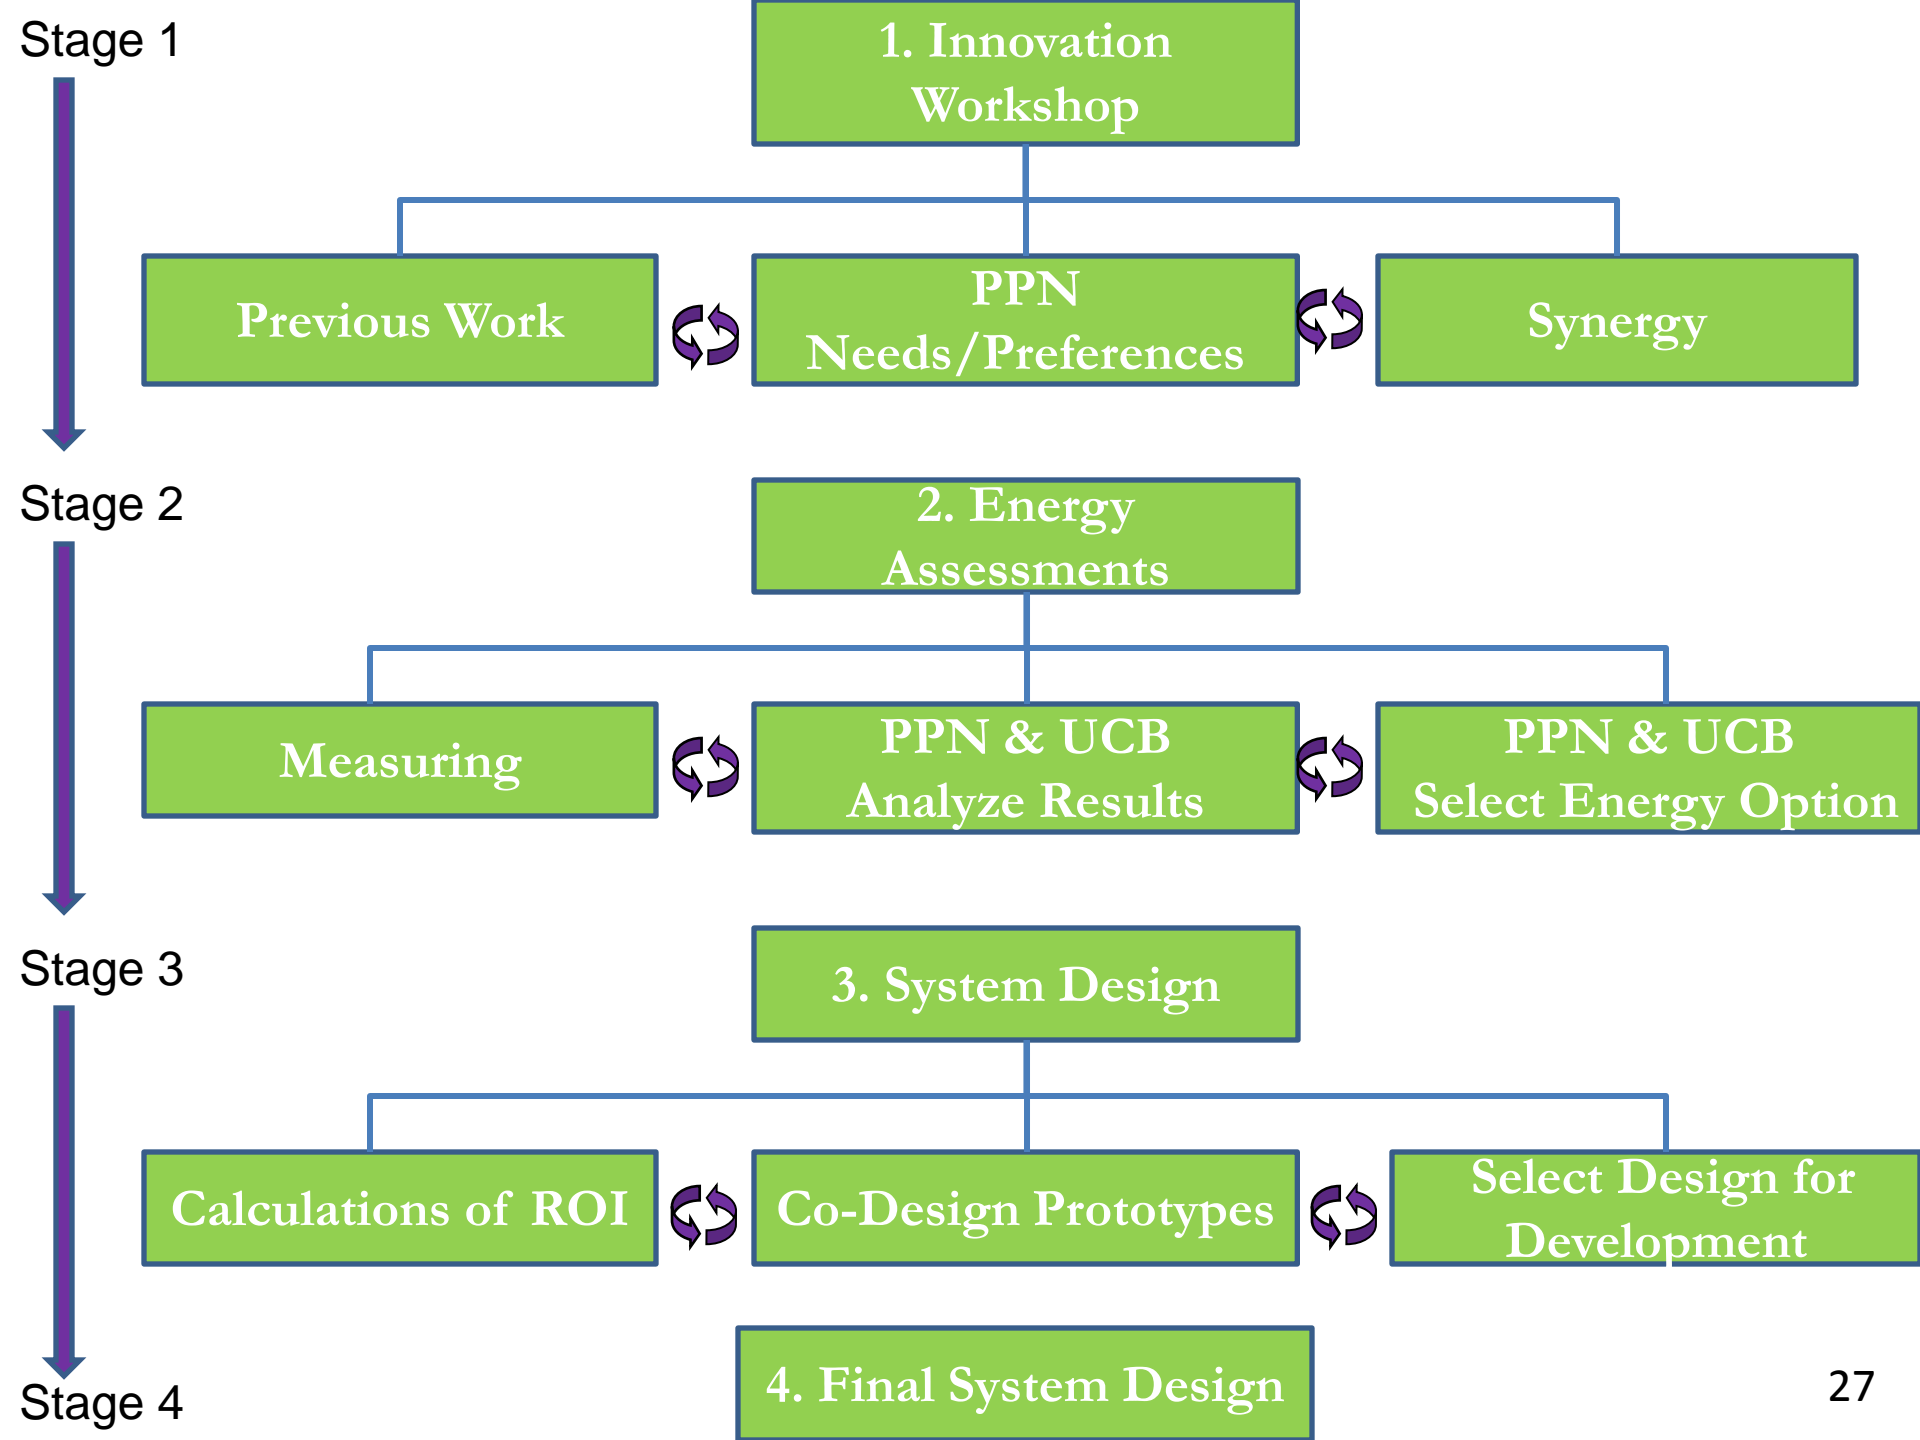 Stage 1
1. Innovation
Workshop
Previous Work
PPN
Needs/Preferences
Synergy
Stage 2
2. Energy
Assessments
Measuring
PPN & UCB
Analyze Results
PPN & UCB
Select Energy Option
Stage 3
3. System Design
Calculations of ROI
Co-Design Prototypes
Select Design for
Development
Stage 4
4. Final System Design
27